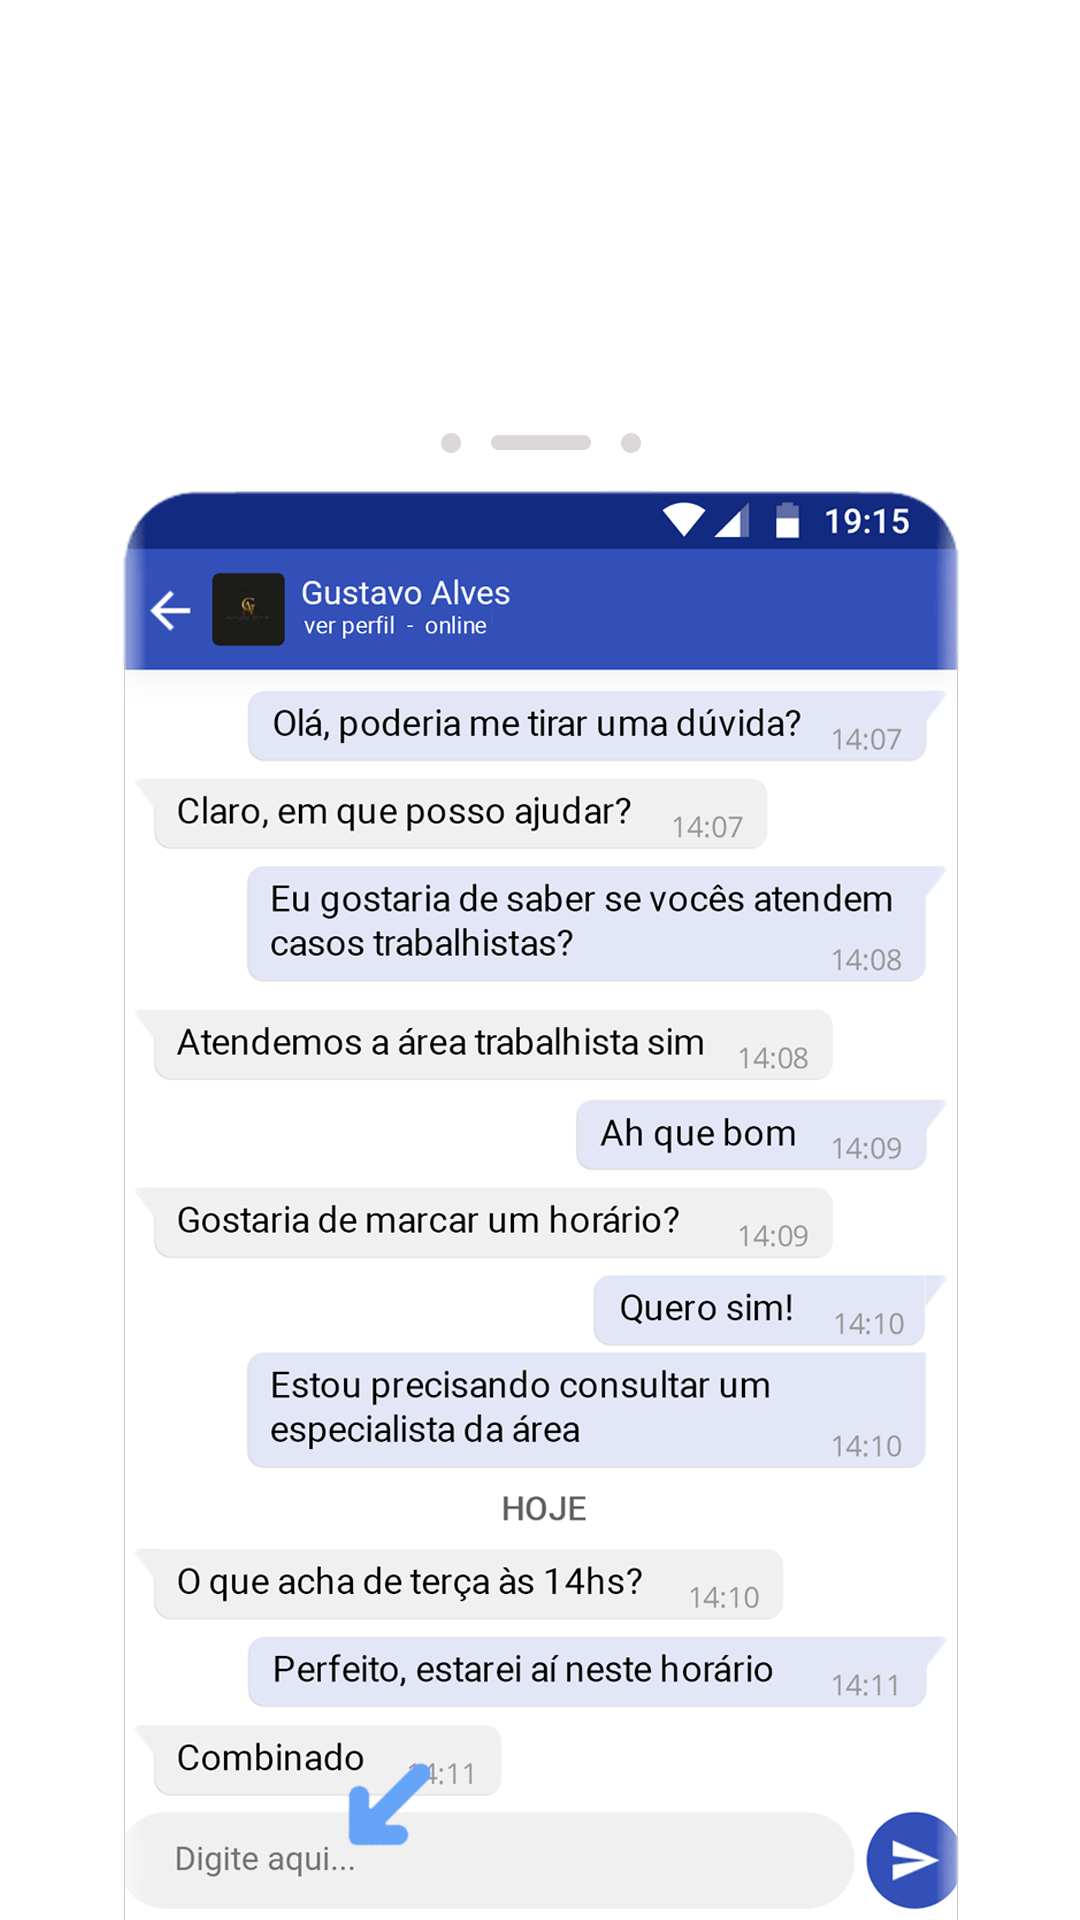 19:15
Gustavo Alves
ver perfil - online
Olá, poderia me tirar uma dúvida? 14:07
Claro, em que posso ajudar? 14:07
Eu gostaria de saber se vocês atendem
casos trabalhistas? 14:08
Atendemos a área trabalhista sim 14:08
Ah que bom 14:09
Gostaria de marcar um horário? 14:09
Quero sim! 14:10
Estou precisando consultar um
especialista da área 14:10
HOJE
O que acha de terça às 14hs? 14:10
Perfeito, estarei aí neste horário 14:11
Combinado 14:11
Digite aqui...